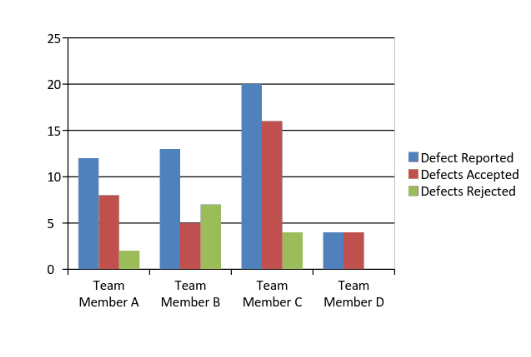 25
20
15
10
5
0
Team Member A
Team Member B
Team Member C
Team Member D
Defect Reported
Defects Accepted
Defects Rejected